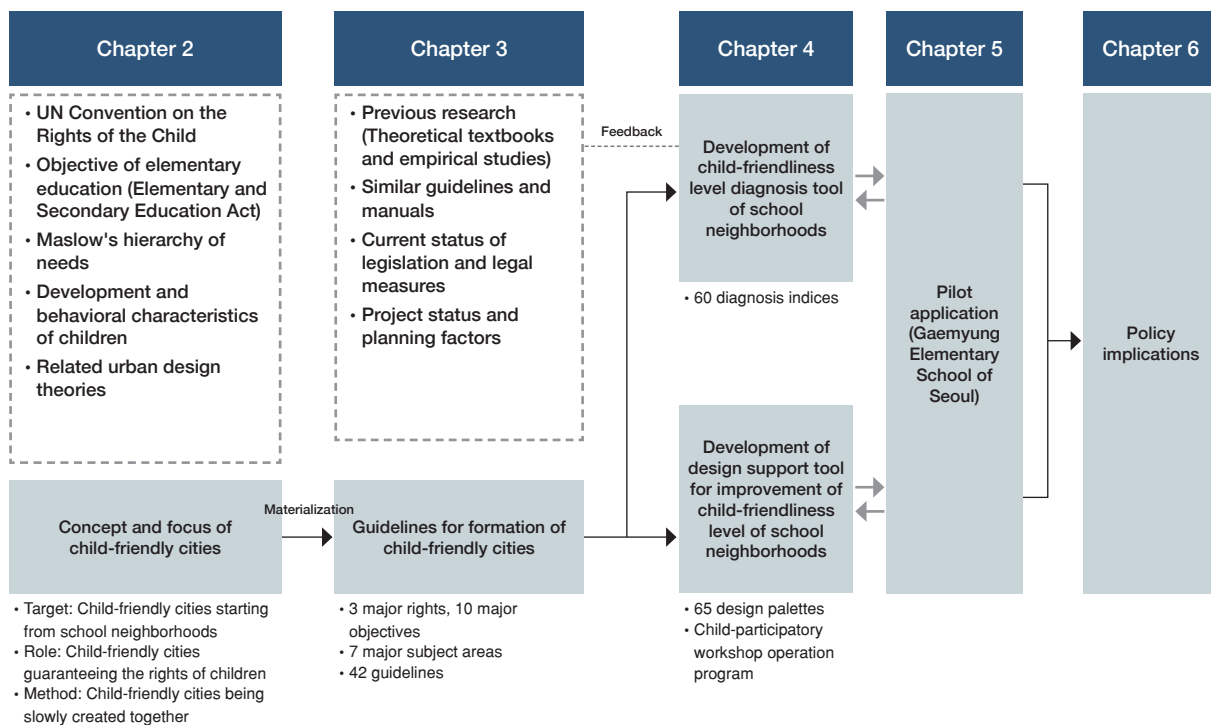 Chapter 2
• UN Convention on the
Rights of the Child
• Objective of elementary
education (Elementary and
Secondary Education Act)
• Maslow's hierarchy of
needs
• Development and
behavioral characteristics
of children
• Related urban design
theories
Concept and focus of
child-friendly cities
• Target: Child-friendly cities starting
from school neighborhoods
• Role: Child-friendly cities
guaranteeing the rights of children
• Method: Child-friendly cities being
slowly created together
Materialization
Chapter 3
• Previous research
(Theoretical textbooks
and empirical studies)
• Similar guidelines and
manuals
• Current status of
legislation and legal
measures
• Project status and
planning factors
Guidelines for formation of
child-friendly cities
• 3 major rights, 10 major
objectives
• 7 major subject areas
• 42 guidelines
Feedback
Chapter 4
Development of
child-friendliness
level diagnosis tool
of school
neighborhoods
• 60 diagnosis indices
Development of
design support tool
for improvement of
child-friendliness
level of school
neighborhoods
• 65 design palettes
• Child-participatory
workshop operation
program
Chapter 5
Pilot
application
(Gaemyung
Elementary
School of
Seoul)
Chapter 6
Policy
implications